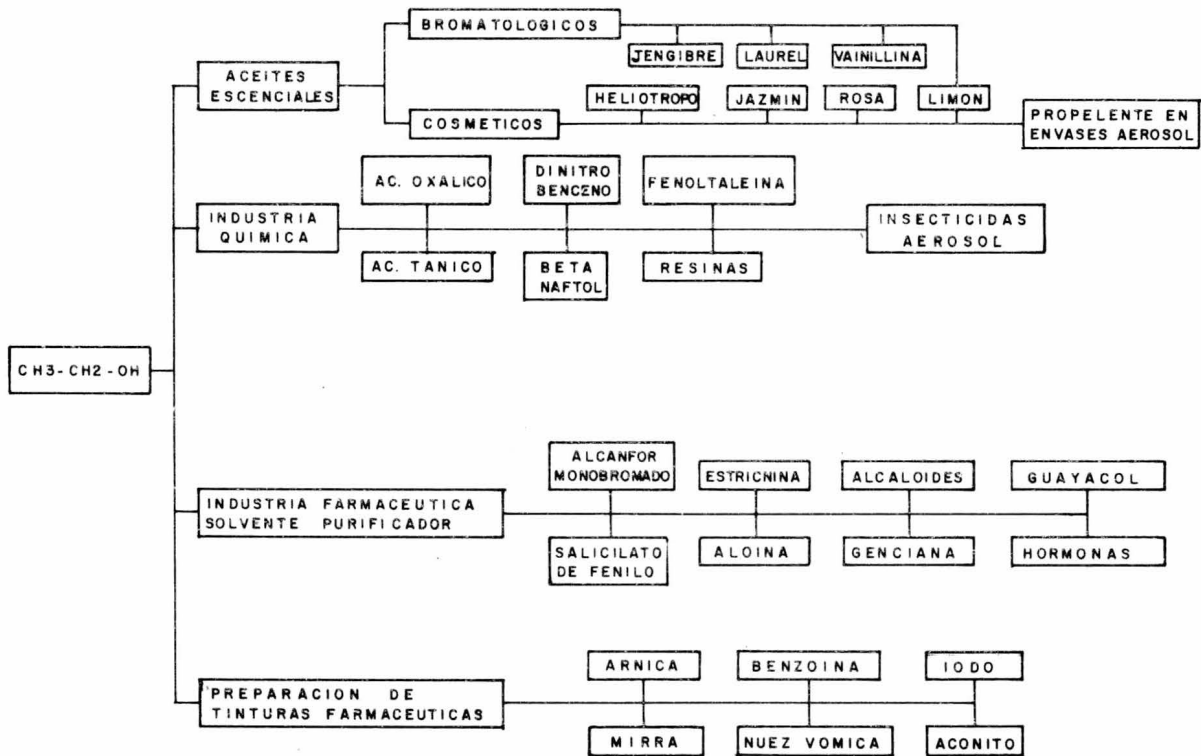 BROMATOLOGICOS
JENGIBRE
LAUREL
VAINILLINA
ACEITES
ESCENCIALES
HELIOTROPO
JAZMIN
ROSA
LIMON
COSMETICOS
PROPELENTE EN
ENVASES AEROSOL
AC. OXALICO
DINITRO
BENCENO
FENOLTALEINA
INDUSTRIA
QUIMICA
INSECTICIDAS
AEROSOL
AC. TANICO
BETA
NAFTOL
RESINAS
CH3-CH2-OH
ALCANFOR
MONOBROMADO
ESTRICNINA
ALCALOIDES
GUAYACOL
INDUSTRIA FARMACEUTICA
SOLVENTE PURIFICADOR
SALICILATO
DE FENILO
ALOINA
GENCIANA
HORMONAS
ARNICA
BENZOINA
IODO
PREPARACION DE
TINTURAS FARMACEUTICAS
MIRRA
NUEZ VOMICA
ACONITO